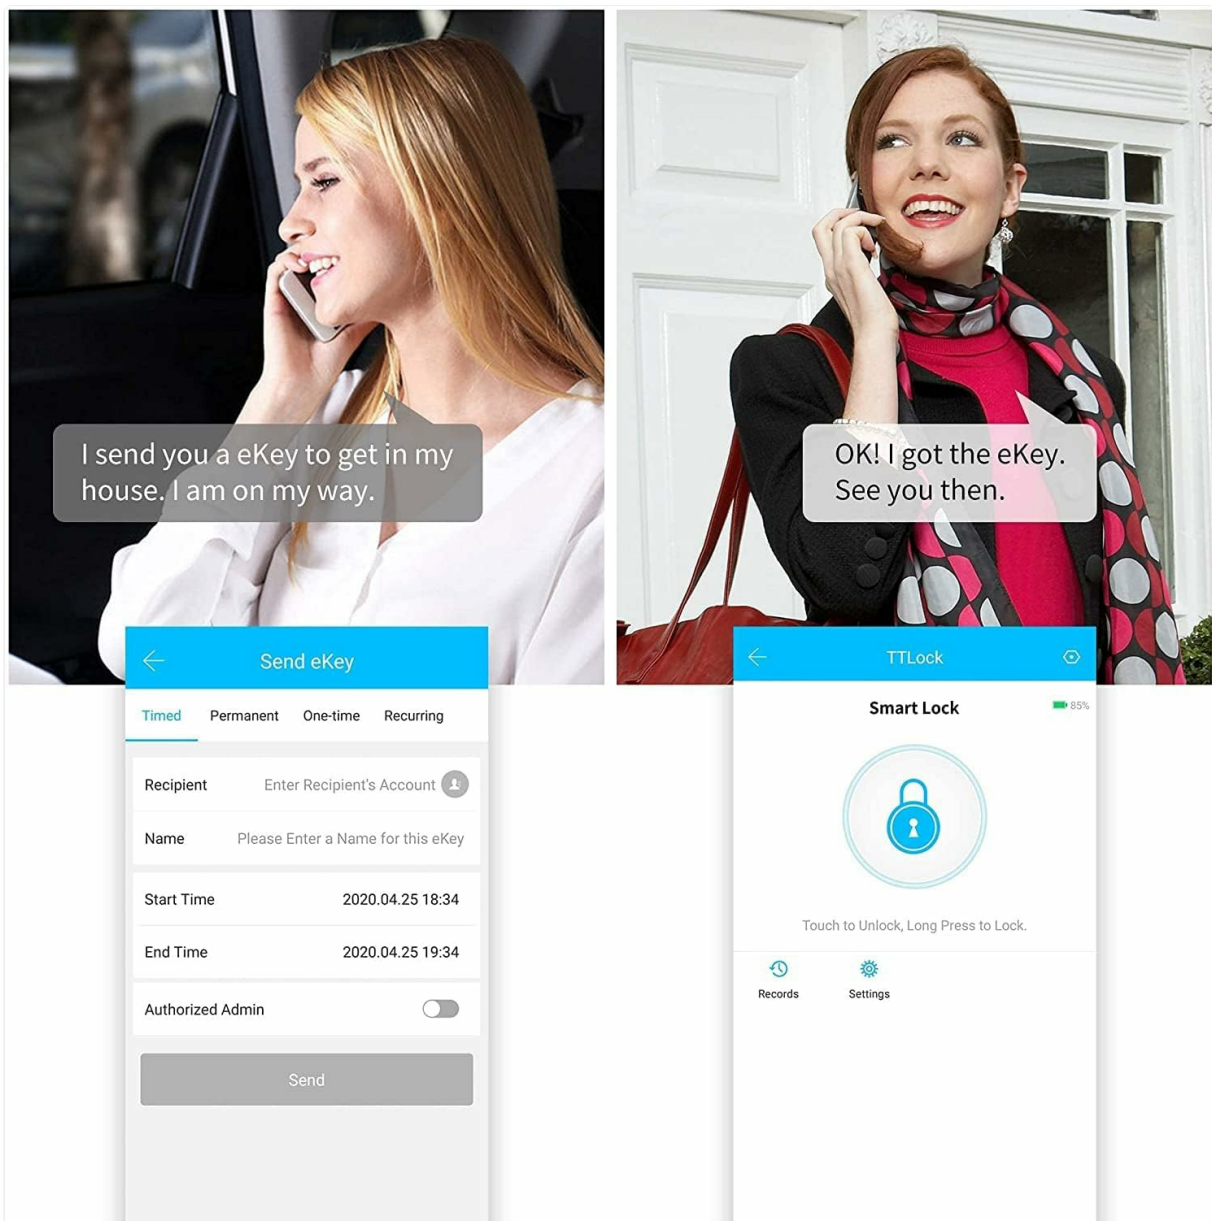 I send you a eKey to get in my
house. I am on my way.
OK! I got the eKey.
See you then.
Send eKey
Timed Permanent One-time Recurring
Recipient Enter Recipient's Account
Name Please Enter a Name for this eKey
Start Time 2020.04.25 18:34
End Time 2020.04.25 19:34
Authorized Admin
Send
TTLock
Smart Lock 85%
Touch to Unlock, Long Press to Lock.
Records Settings